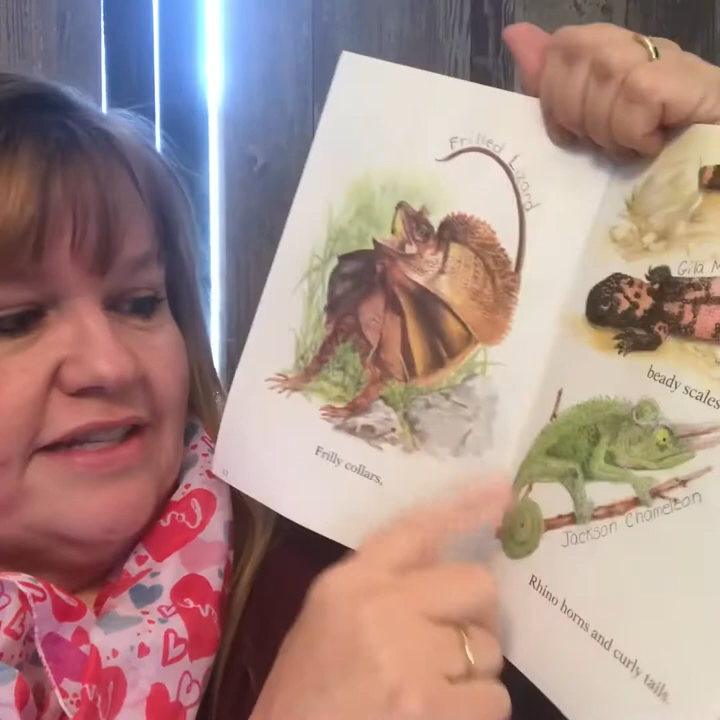 Frilled Lizard
Frilly collars,
Gila
beady scales
Jackson Chameleon
Rhino horns and curly tails.